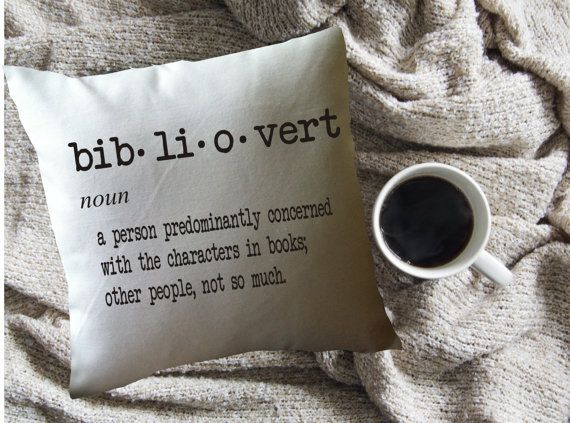 bib•li•o•vert
noun
a person predominantly concerned
with the characters in books;
other people, not so much.